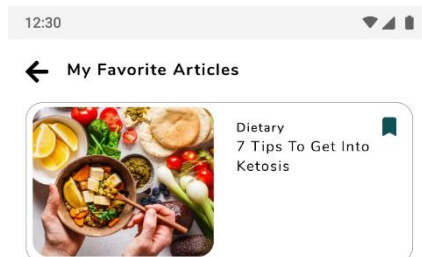 12:30
My Favorite Articles
Dietary
7 Tips To Get Into
Ketosis